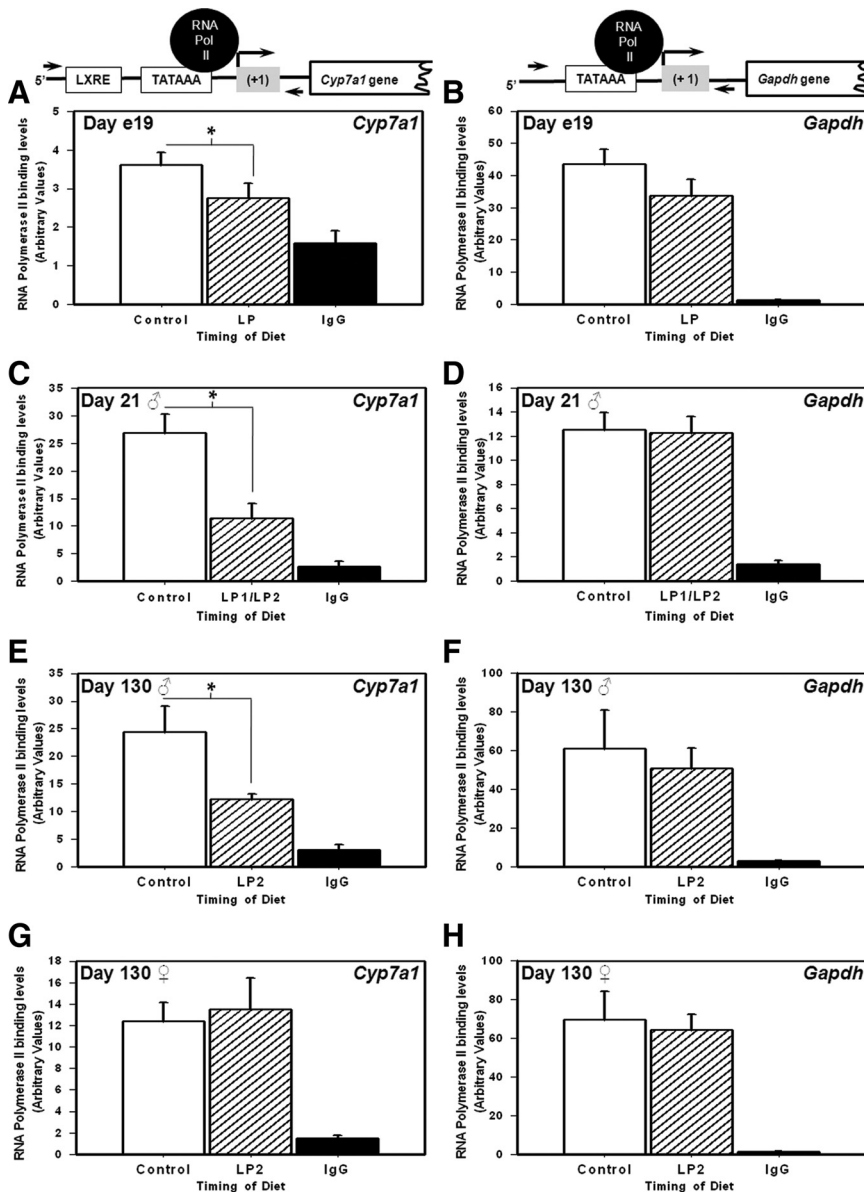 RNA
Pol
II
5'
LXRE
TATAAA
(+1)
Cyp7a1 gene
RNA
Pol
II
5'
TATAAA
(+ 1)
Gapdh gene
A
Day e19
*
Cyp7a1
RNA Polymerase II binding levels
(Arbitrary Values)
6
5
4
3
2
1
0
Control
LP
IgG
Timing of Diet
B
Day e19
Gapdh
RNA Polymerase II binding levels
(Arbitrary Values)
60
50
40
30
20
10
0
Control
LP
IgG
Timing of Diet
C
Day 21 ♂
*
Cyp7a1
RNA Polymerase II binding levels
(Arbitrary Values)
35
30
25
20
15
10
5
0
Control
LP1/LP2
IgG
Timing of Diet
D
Day 21 ♂
Gapdh
RNA Polymerase II binding levels
(Arbitrary Values)
16
14
12
10
8
6
4
2
0
Control
LP1/LP2
IgG
Timing of Diet
E
Day 130 ♂
*
Cyp7a1
RNA Polymerase II binding levels
(Arbitrary Values)
35
30
25
20
15
10
5
0
Control
LP2
IgG
Timing of Diet
F
Day 130 ♂
Gapdh
RNA Polymerase II binding levels
(Arbitrary Values)
100
80
60
40
20
0
Control
LP2
IgG
Timing of Diet
G
Day 130 ♀
Cyp7a1
RNA Polymerase II binding levels
(Arbitrary Values)
18
16
14
12
10
8
6
4
2
0
Control
LP2
IgG
Timing of Diet
H
Day 130 ♀
Gapdh
RNA Polymerase II binding levels
(Arbitrary Values)
100
80
60
40
20
0
Control
LP2
IgG
Timing of Diet